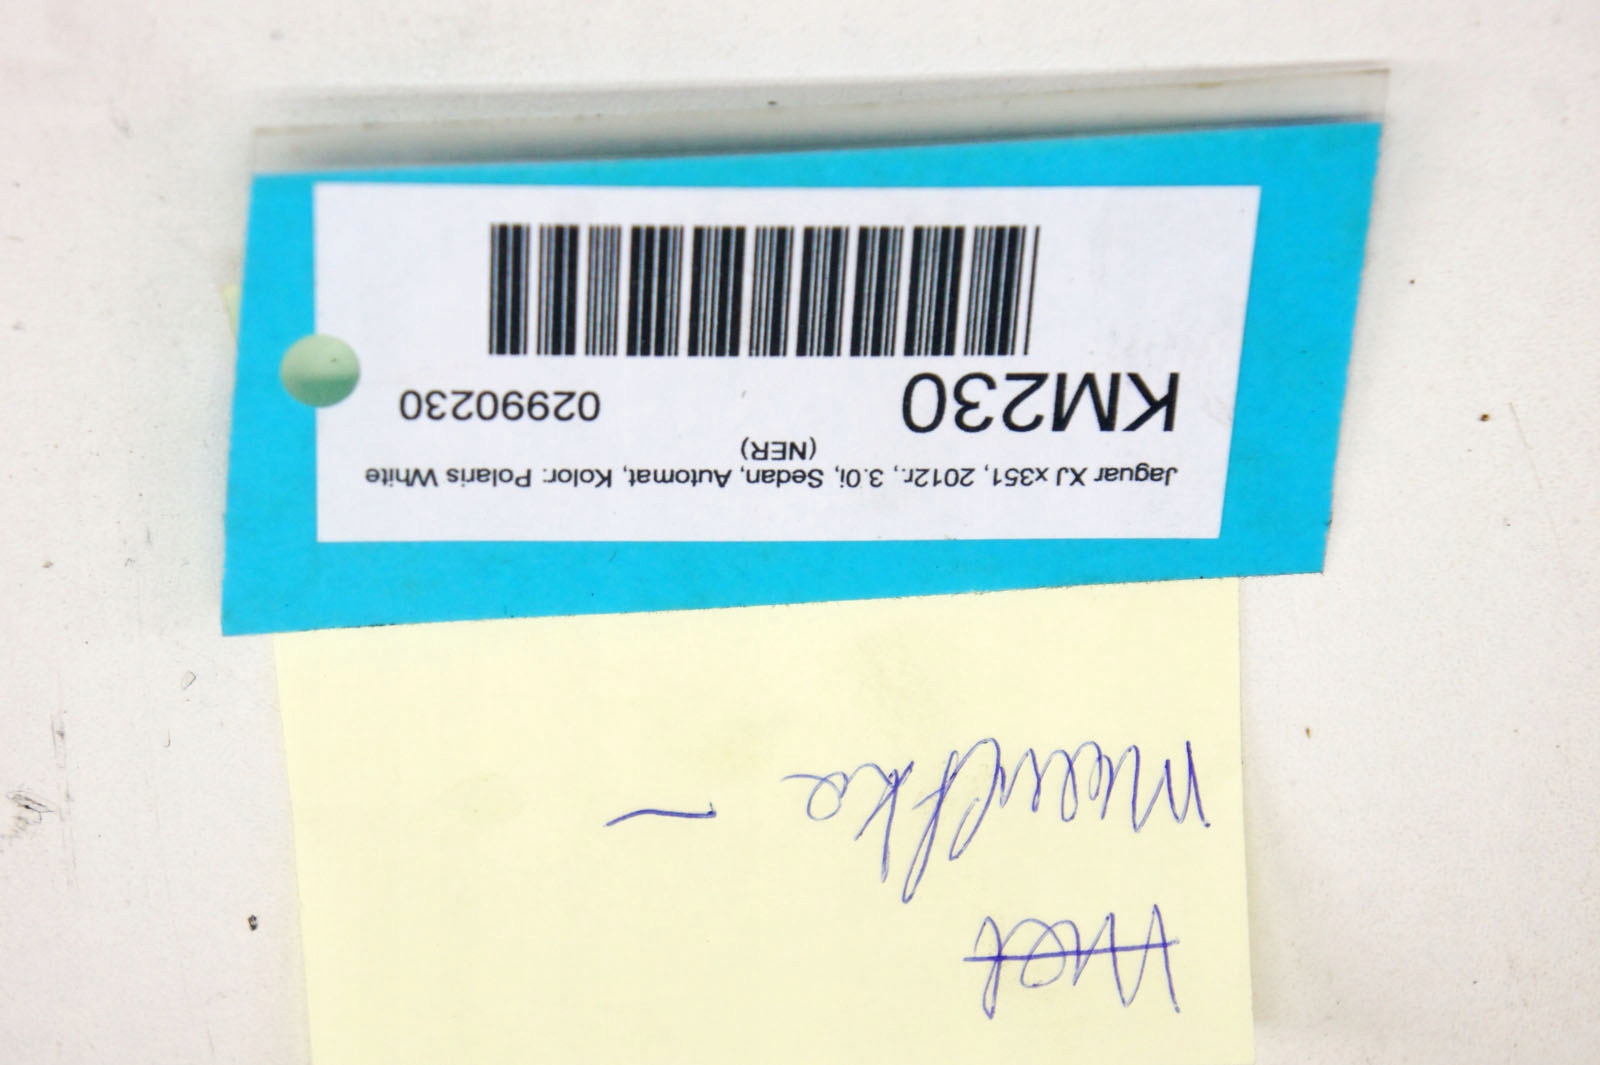 Jaguar XJ x351, 2012r., 3.0i, Sedan, Automat, Kolor: Polaris White
(NER)
KM230 02990230